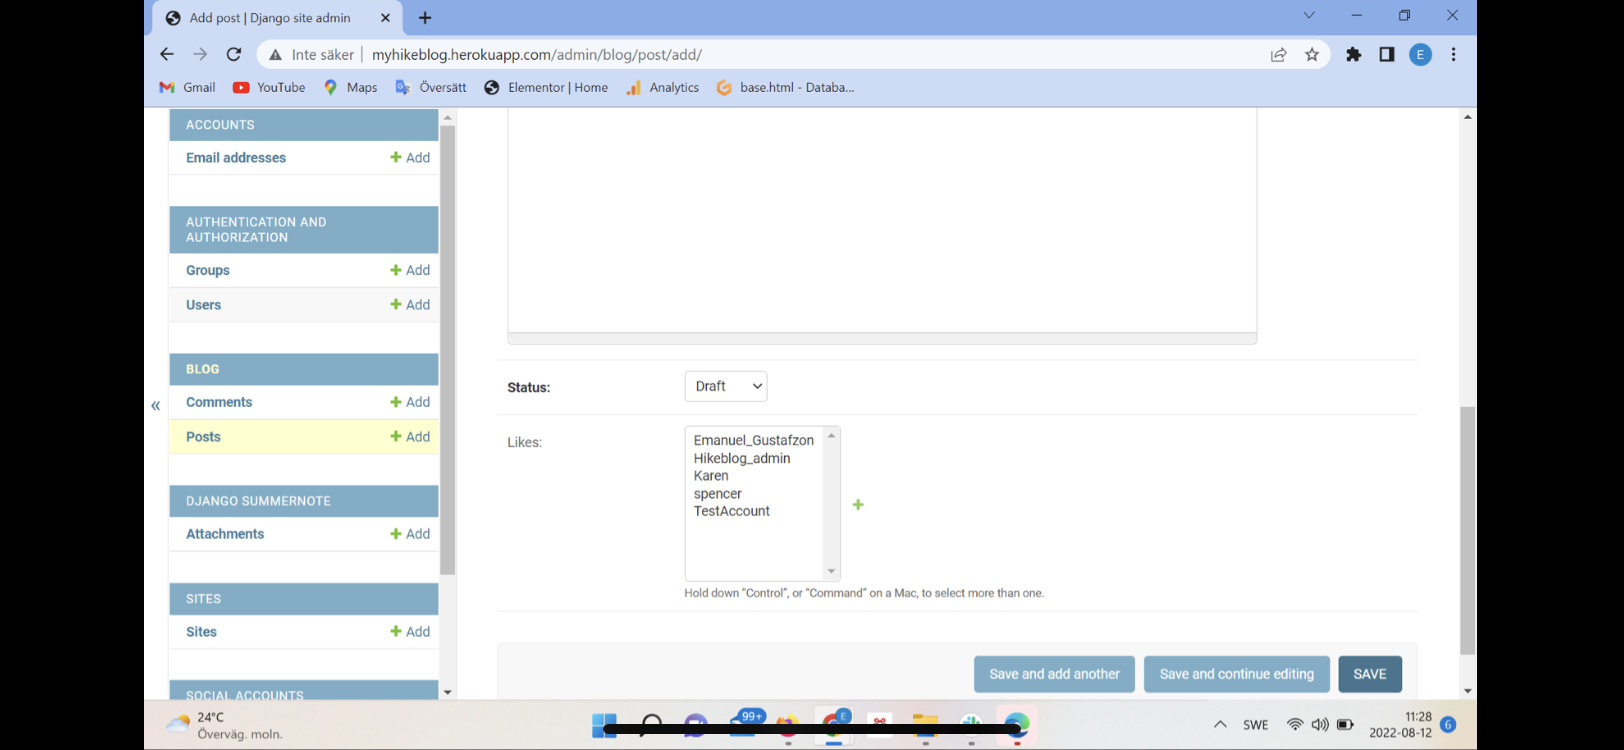 Add post | Django site admin
Inte säker | myhikeblog.herokuapp.com/admin/blog/post/add/
E
Gmail YouTube Maps Översätt Elementor | Home Analytics base.html - Databa...
ACCOUNTS
Email addresses Add
AUTHENTICATION AND
AUTHORIZATION
Groups Add
Users Add
BLOG
Comments Add
Posts Add
DJANGO SUMMERNOTE
Attachments Add
SITES
Sites Add
SOCIAL ACCOUNTS
Status: Draft
Likes:
Emanuel_Gustafzon
Hikeblog_admin
Karen
spencer
TestAccount
Hold down “Control”, or “Command” on a Mac, to select more than one.
Save and add another Save and continue editing SAVE
24°C
Överväg. moln.
99+
E
SWE
11:28
2022-08-12
6